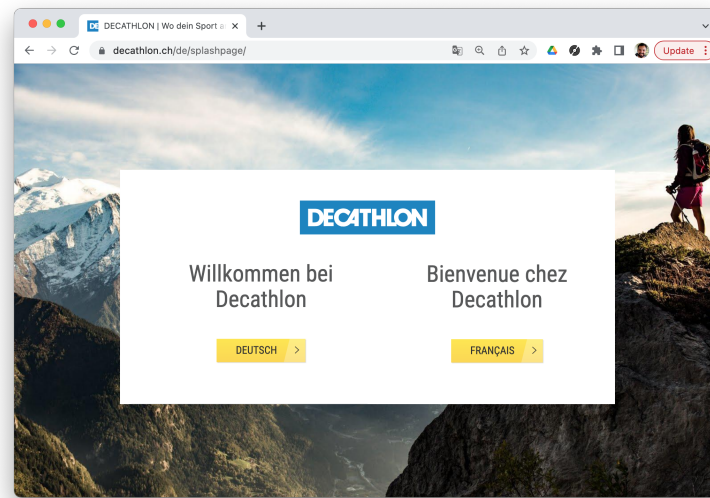 DECATHLON | Wo dein Sport a
decathlon.ch/de/splashpage/
Update
DECATHLON
Willkommen bei
Decathlon
DEUTSCH
Bienvenue chez
Decathlon
FRANÇAIS